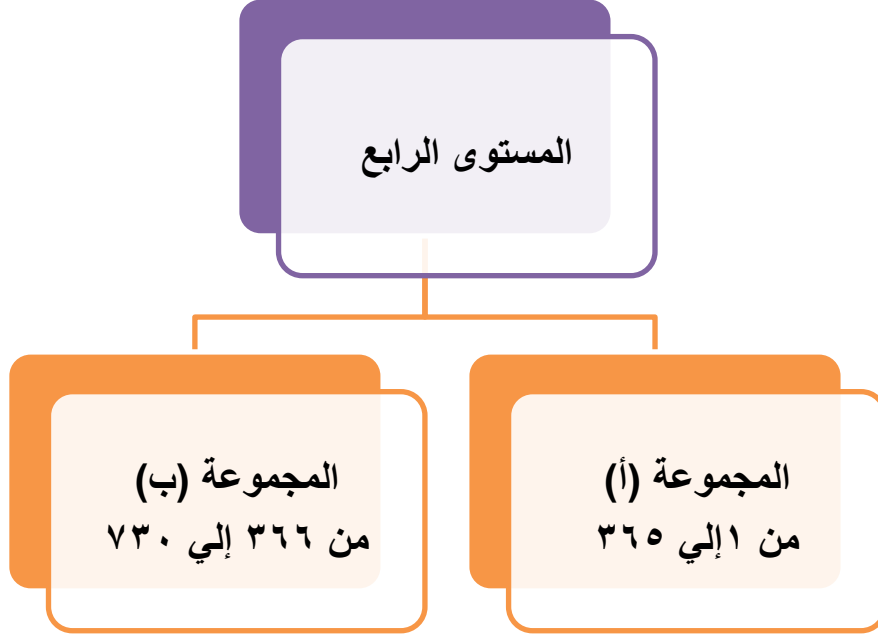 المستوى الرابع
المجموعة (أ)
من ١إلي ٣٦٥
المجموعة (ب)
من ٣٦٦ إلي ٧٣٠